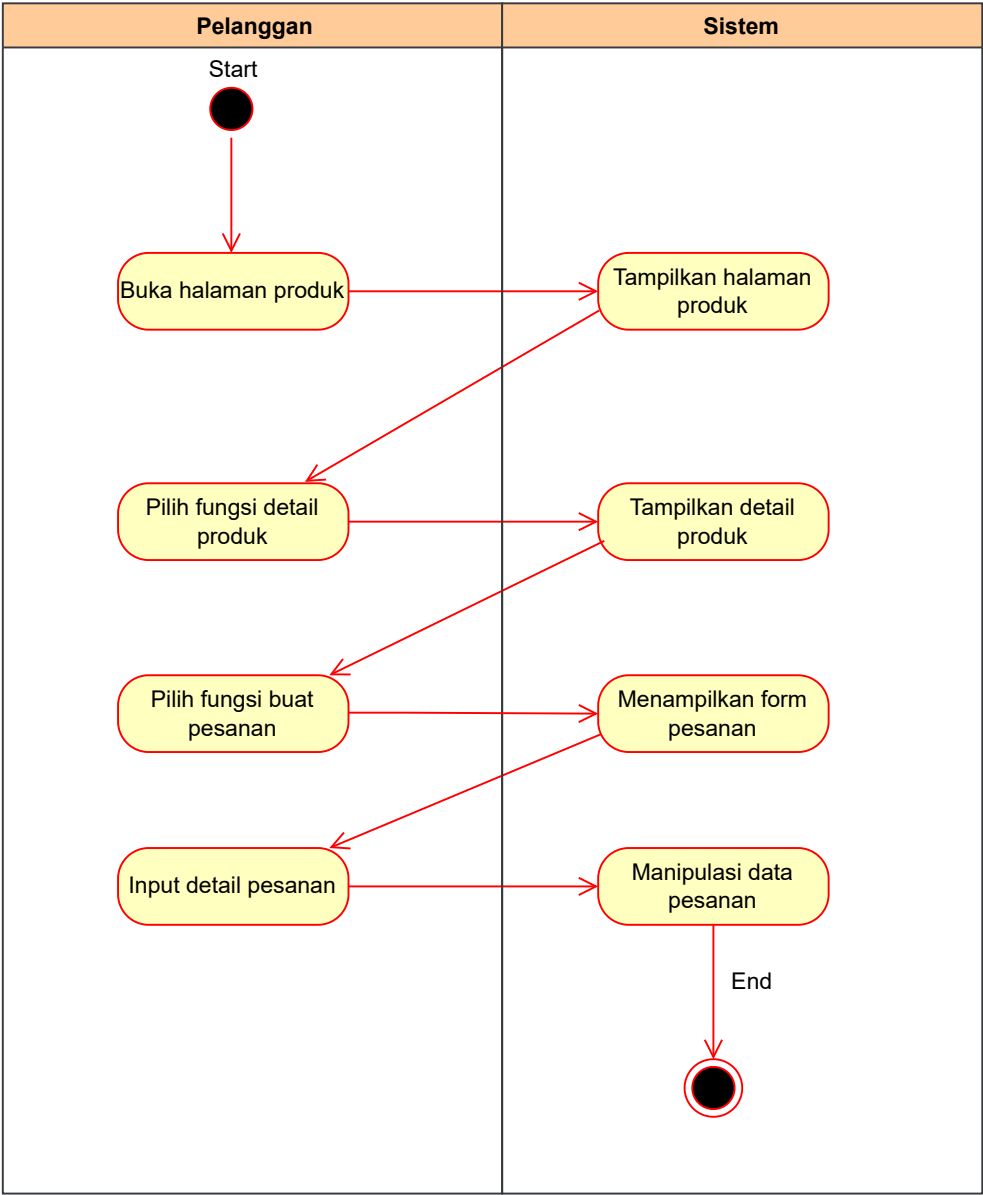 Pelanggan
Sistem
Start
Buka halaman produk
Tampilkan halaman
produk
Pilih fungsi detail
produk
Tampilkan detail
produk
Pilih fungsi buat
pesanan
Menampilkan form
pesanan
Input detail pesanan
Manipulasi data
pesanan
End